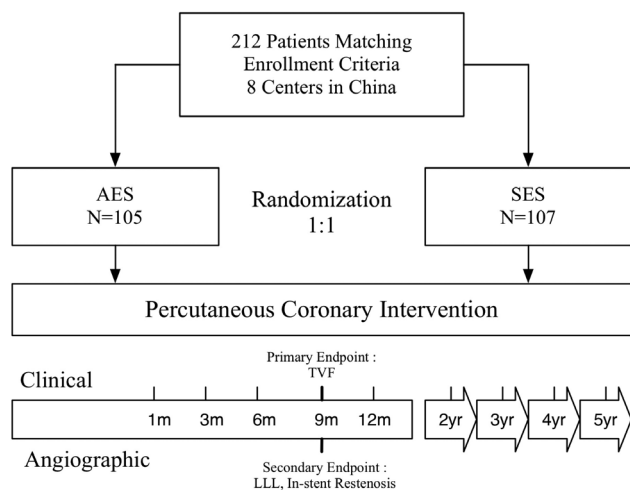 212 Patients Matching
Enrollment Criteria
8 Centers in China
AES
N=105
Randomization
1:1
SES
N=107
Percutaneous Coronary Intervention
Primary Endpoint :
TVF
Clinical
1m 3m 6m 9m 12m 2yr 3yr 4yr 5yr
Angiographic
Secondary Endpoint :
LLL, In-stent Restenosis